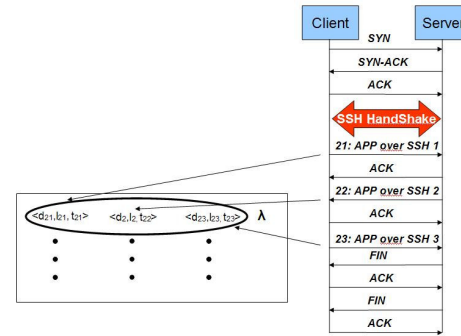 Client
Server
SYN
SYN-ACK
ACK
SSH HandShake
21: APP over SSH 1
ACK
22: APP over SSH 2
ACK
23: APP over SSH 3
FIN
ACK
FIN
ACK
<d21,l21, t21> <d2,l2, t22> <d23,l23, t23> λ